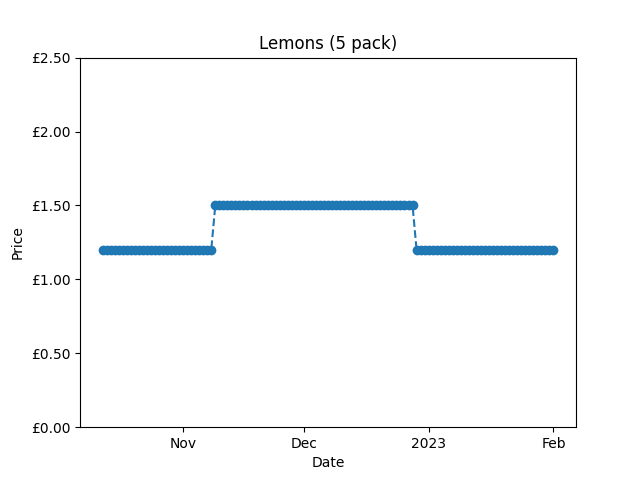 Lemons (5 pack)
£2.50
£2.00
£1.50
£1.00
£0.50
£0.00
Price
Nov
Dec
2023
Feb
Date